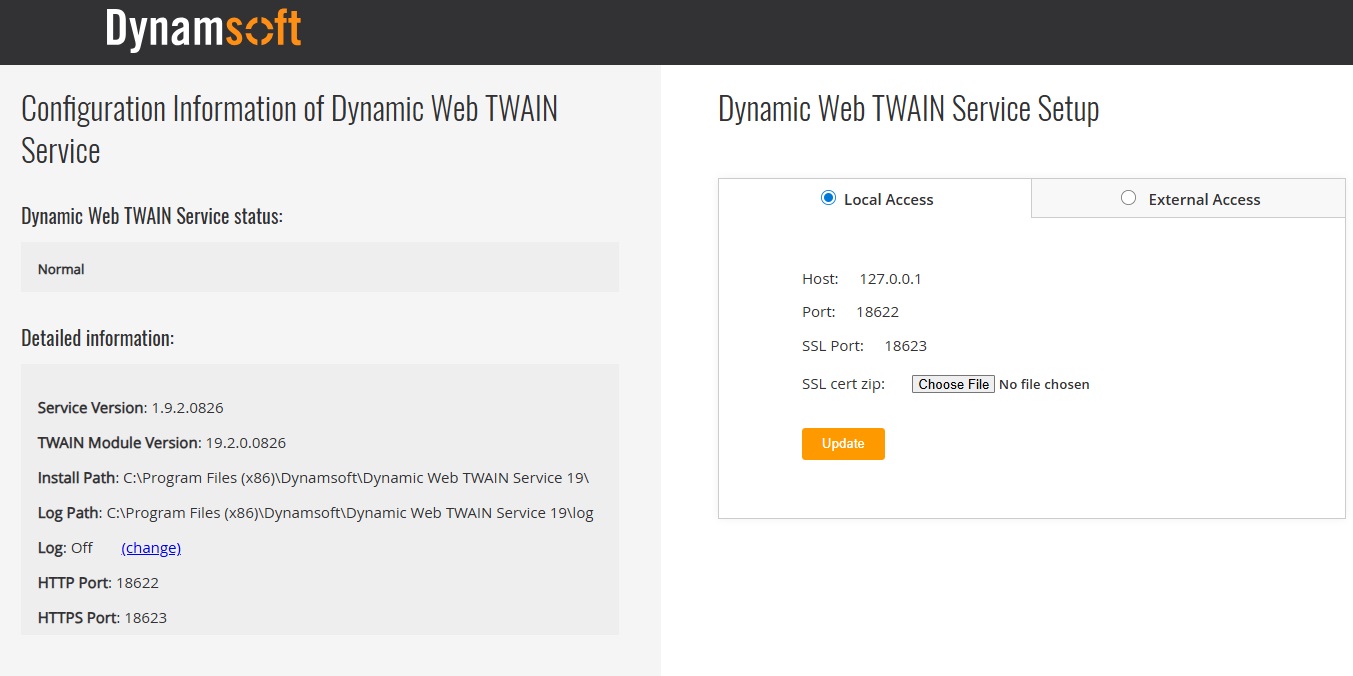 Dynamsoft
Configuration Information of Dynamic Web TWAIN
Service
Dynamic Web TWAIN Service status:
Normal
Detailed information:
Service Version: 1.9.2.0826
TWAIN Module Version: 19.2.0.0826
Install Path: C:\Program Files (x86)\Dynamsoft\Dynamic Web TWAIN Service 19\
Log Path: C:\Program Files (x86)\Dynamsoft\Dynamic Web TWAIN Service 19\log
Log: Off (change)
HTTP Port: 18622
HTTPS Port: 18623
Dynamic Web TWAIN Service Setup
Local Access
External Access
Host: 127.0.0.1
Port: 18622
SSL Port: 18623
SSL cert zip: Choose File No file chosen
Update